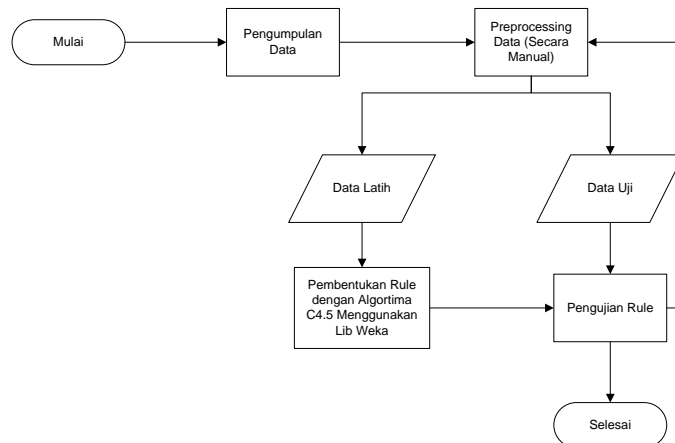 Mulai
Pengumpulan
Data
Preprocessing
Data (Secara
Manual)
Data Latih
Data Uji
Pembentukan Rule
dengan Algortima
C4.5 Menggunakan
Lib Weka
Pengujian Rule
Selesai